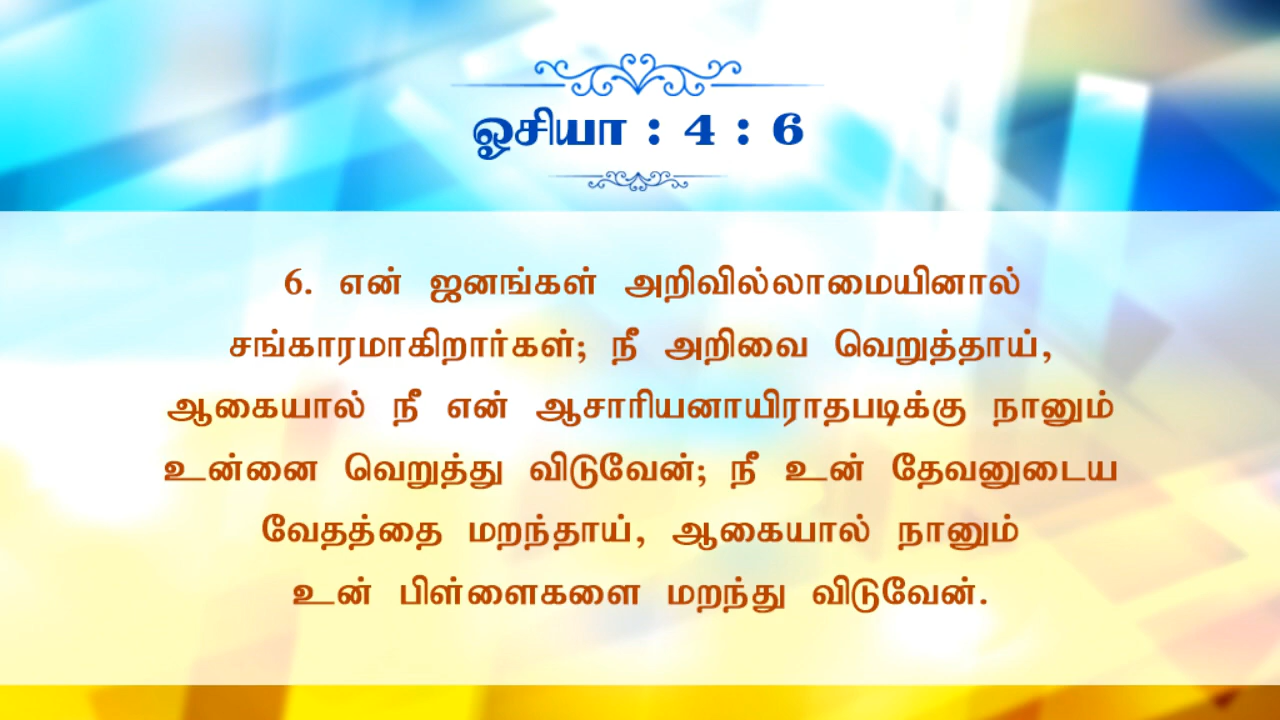 ஓசியா : 4 : 6
6. என் ஜனங்கள் அறிவில்லாமையினால்
சங்காரமாகிறார்கள்; நீ அறிவை வெறுத்தாய்,
ஆகையால் நீ என் ஆசாரியனாயிராதபடிக்கு நானும்
உன்னை வெறுத்து விடுவேன்; நீ உன் தேவனுடைய
வேதத்தை மறந்தாய், ஆகையால் நானும்
உன் பிள்ளைகளை மறந்து விடுவேன்.